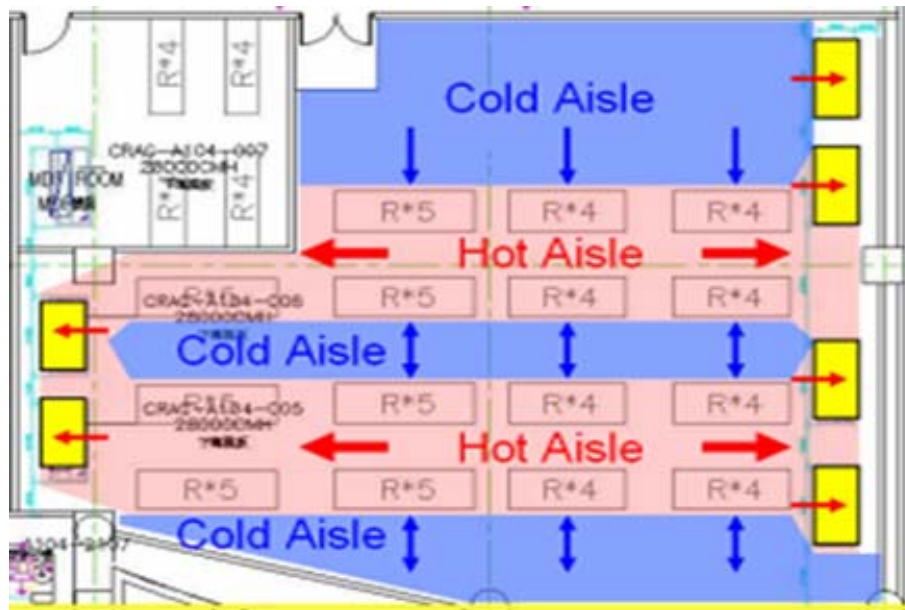 R*4 R*4
Cold Aisle
CRAC-A104-007
28000CMH
MDF ROOM
R*4 R*4
R*5 R*4 R*4
Hot Aisle
R*5 R*5 R*4 R*4
CRAC-A104-006
28000CMH
Cold Aisle
R*5 R*5 R*4 R*4
CRAC-A104-005
28000CMH
Hot Aisle
R*5 R*5 R*4 R*4
Cold Aisle